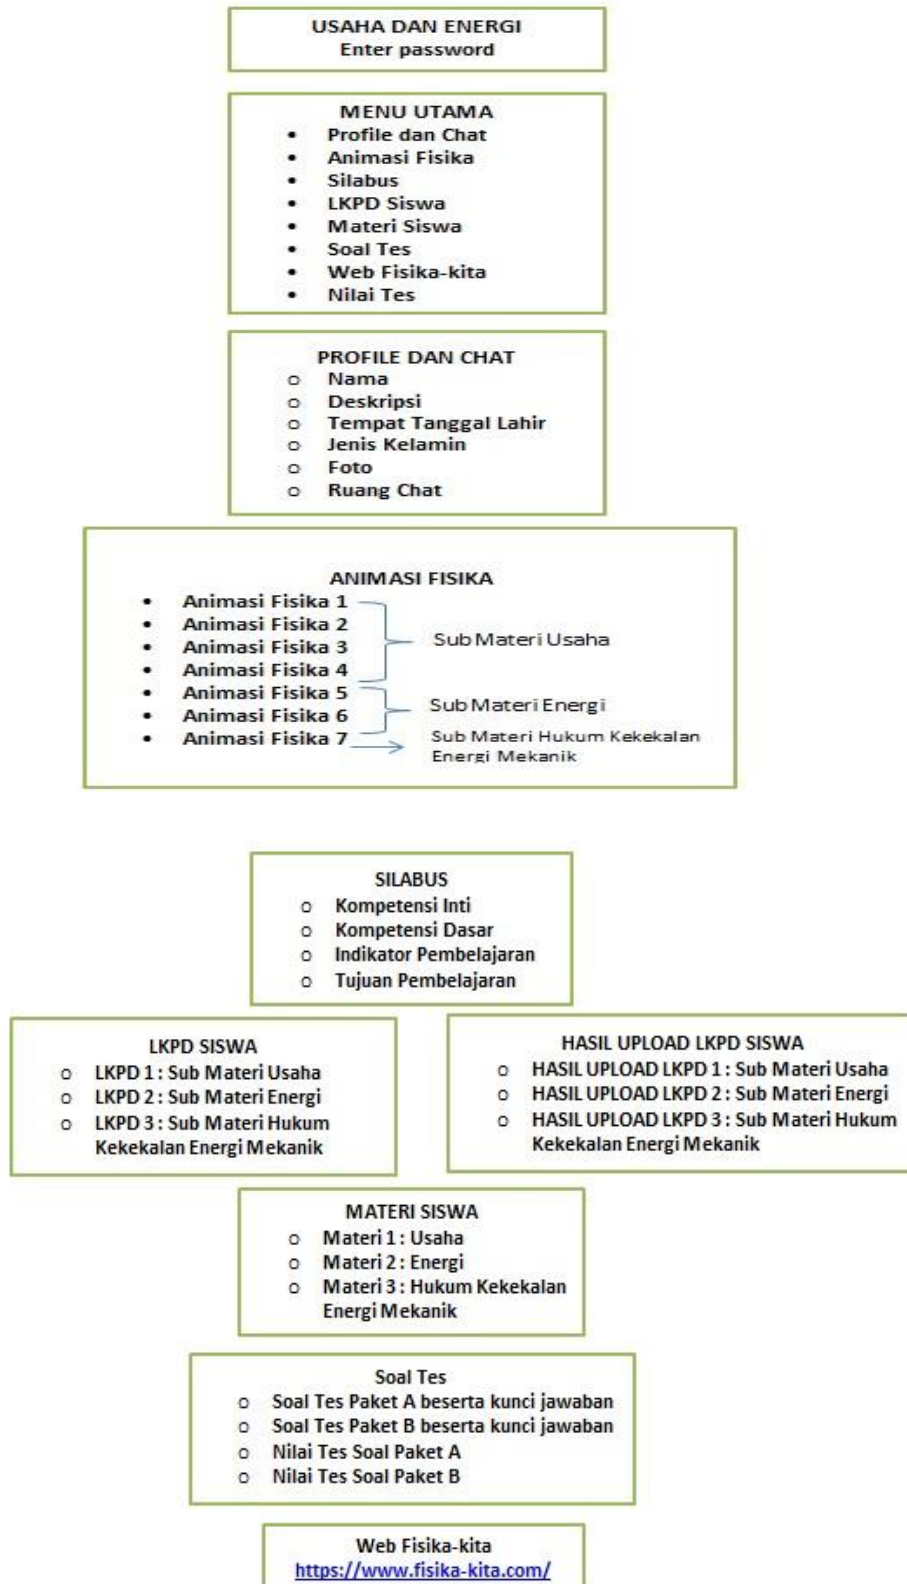 USAHA DAN ENERGI
Enter password
MENU UTAMA
• Profile dan Chat
• Animasi Fisika
• Silabus
• LKPD Siswa
• Materi Siswa
• Soal Tes
• Web Fisika-kita
• Nilai Tes
PROFILE DAN CHAT
o Nama
o Deskripsi
o Tempat Tanggal Lahir
o Jenis Kelamin
o Foto
o Ruang Chat
ANIMASI FISIKA
• Animasi Fisika 1
• Animasi Fisika 2
• Animasi Fisika 3
• Animasi Fisika 4
Sub Materi Usaha
• Animasi Fisika 5
• Animasi Fisika 6
Sub Materi Energi
• Animasi Fisika 7
Sub Materi Hukum Kekekalan
Energi Mekanik
SILABUS
o Kompetensi Inti
o Kompetensi Dasar
o Indikator Pembelajaran
o Tujuan Pembelajaran
LKPD SISWA
o LKPD 1 : Sub Materi Usaha
o LKPD 2 : Sub Materi Energi
o LKPD 3 : Sub Materi Hukum
Kekekalan Energi Mekanik
HASIL UPLOAD LKPD SISWA
o HASIL UPLOAD LKPD 1 : Sub Materi Usaha
o HASIL UPLOAD LKPD 2 : Sub Materi Energi
o HASIL UPLOAD LKPD 3 : Sub Materi Hukum
Kekekalan Energi Mekanik
MATERI SISWA
o Materi 1 : Usaha
o Materi 2 : Energi
o Materi 3 : Hukum Kekekalan
Energi Mekanik
Soal Tes
o Soal Tes Paket A beserta kunci jawaban
o Soal Tes Paket B beserta kunci jawaban
o Nilai Tes Soal Paket A
o Nilai Tes Soal Paket B
Web Fisika-kita
https://www.fisika-kita.com/